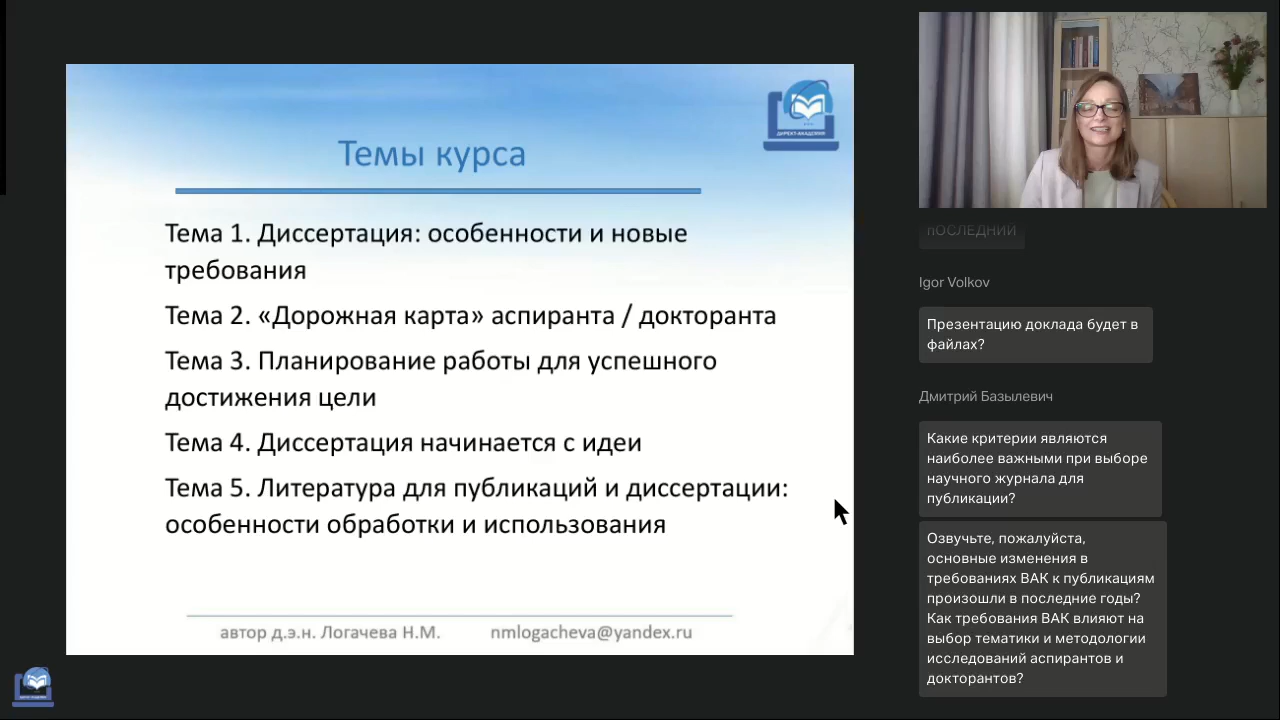 ДИРЕКТ-АКАДЕМИЯ
Темы курса
Тема 1. Диссертация: особенности и новые
требования
Тема 2. «Дорожная карта» аспиранта / докторанта
Тема 3. Планирование работы для успешного
достижения цели
Тема 4. Диссертация начинается с идеи
Тема 5. Литература для публикаций и диссертации:
особенности обработки и использования
автор д.э.н. Логачева Н.М. nmlogacheva@yandex.ru
пОСЛЕДНИЙ
Igor Volkov
Презентацию доклада будет в
файлах?
Дмитрий Базылевич
Какие критерии являются
наиболее важными при выборе
научного журнала для
публикации?
Озвучьте, пожалуйста,
основные изменения в
требованиях ВАК к публикациям
произошли в последние годы?
Как требования ВАК влияют на
выбор тематики и методологии
исследований аспирантов и
докторантов?